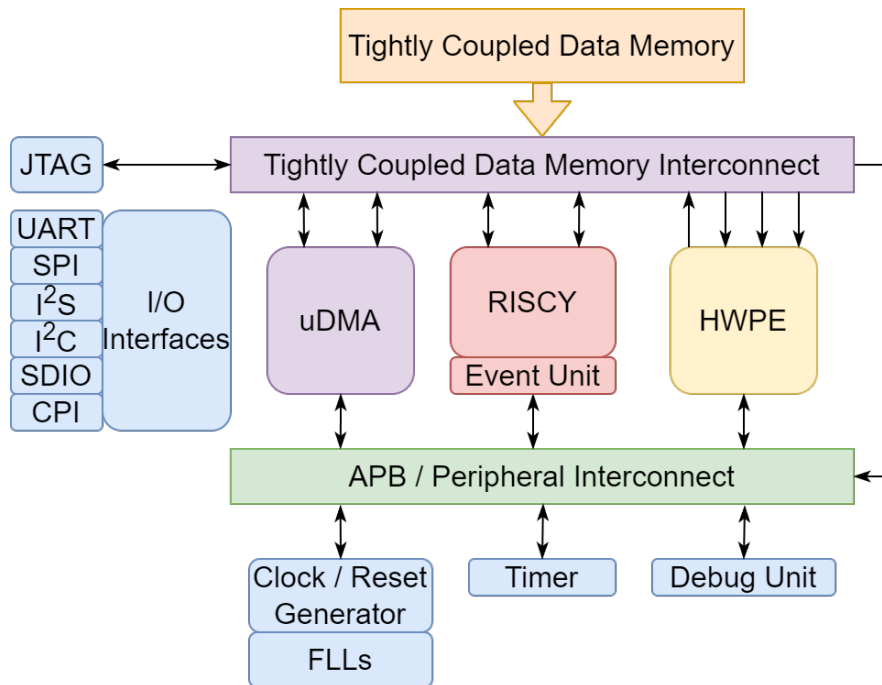 Tightly Coupled Data Memory
JTAG
Tightly Coupled Data Memory Interconnect
UART
SPI
I²S
I²C
SDIO
CPI
I/O
Interfaces
uDMA
RISCY
Event Unit
HWPE
APB / Peripheral Interconnect
Clock / Reset
Generator
FLLs
Timer
Debug Unit